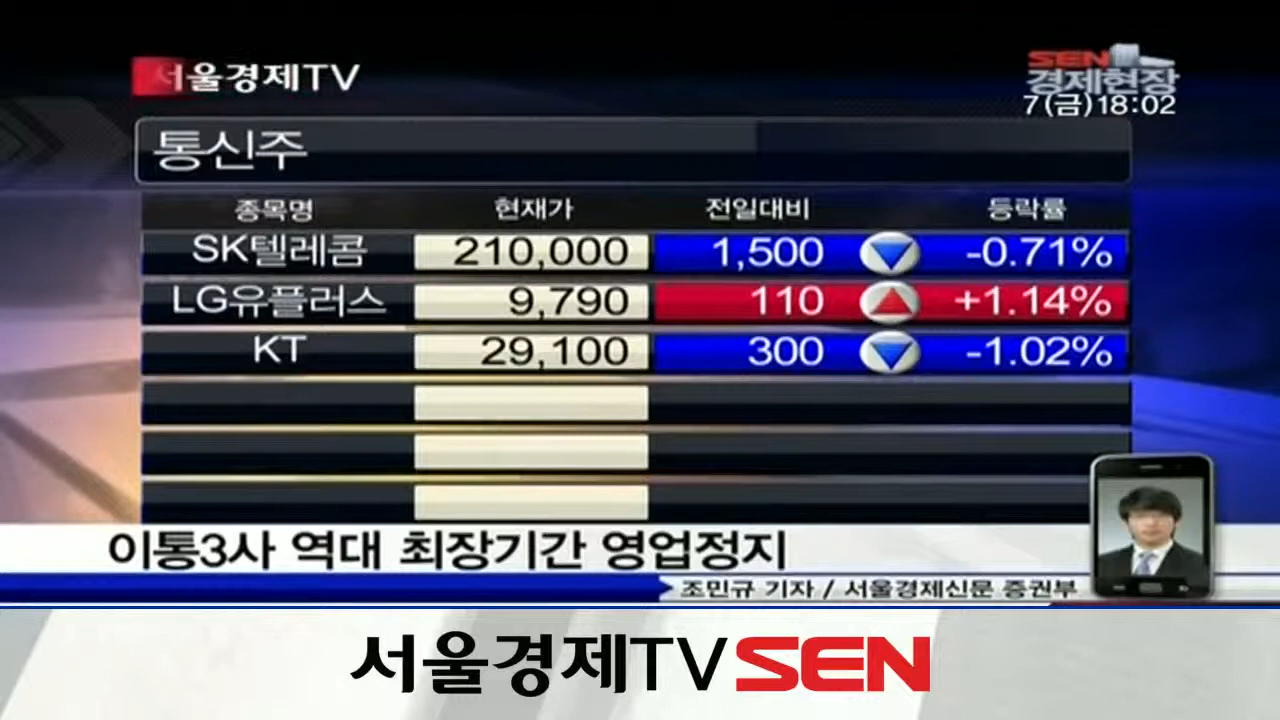 서울경제TV
SEN
경제현장
7(금)18:02
통신주
종목명 현재가 전일대비 등락률
SK텔레콤 210,000 1,500 ▼ -0.71%
LG유플러스 9,790 110 ▲ +1.14%
KT 29,100 300 ▼ -1.02%
이통3사 역대 최장기간 영업정지
조민규 기자 / 서울경제신문 증권부
서울경제TV SEN